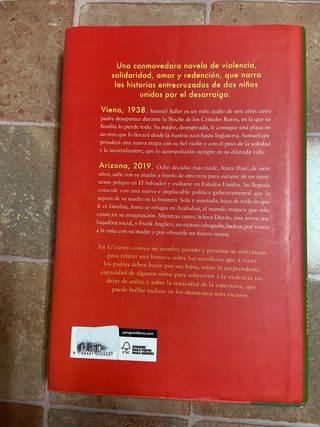 Una conmovedora novela de violencia,
solidaridad, amor y redención, que narra
las historias entrecruzadas de dos niños
unidos por el desarraigo.
Viena, 1938. Samuel Adler es un niño judío de seis años cuyo
padre desaparece durante la Noche de los Cristales Rotos, en la que
su familia lo pierde todo. Su madre, desesperada, le consigue una plaza en
un tren que lo llevará desde la Austria nazi hasta Inglaterra. Samuel
emprende una nueva etapa con su fiel violín y con el peso de la soledad
y la incertidumbre, que lo acompañarán siempre en su dilatada vida.
Arizona, 2019. Ocho décadas más tarde, Anita Díaz, de siete
años, sube con su madre a bordo de otro tren para escapar de un inmi-
nente peligro en El Salvador y exiliarse en Estados Unidos. Su llegada
coincide con una nueva e implacable política gubernamental que la
separa de su madre en la frontera. Sola y asustada, lejos de todo lo que
le es familiar, Anita se refugia en Azabahar, el mundo mágico que solo
existe en su imaginación. Mientras tanto, Selena Durán, joven tra-
bajadora social, y Frank Angileri, un exitoso abogado, luchan por reunir
a la niña con su madre y por ofrecerle un futuro mejor.
En El viento conoce mi nombre pasado y presente se entrelazan
para relatar una historia sobre los sacrificios que a veces
los padres deben hacer por sus hijos, sobre la sorprendente
capacidad de algunos niños para sobrevivir a la violencia sin
dejar de soñar, y sobre la tenacidad de la esperanza, que
puede brillar incluso en los momentos más oscuros.
penguinlibros.com
FSC